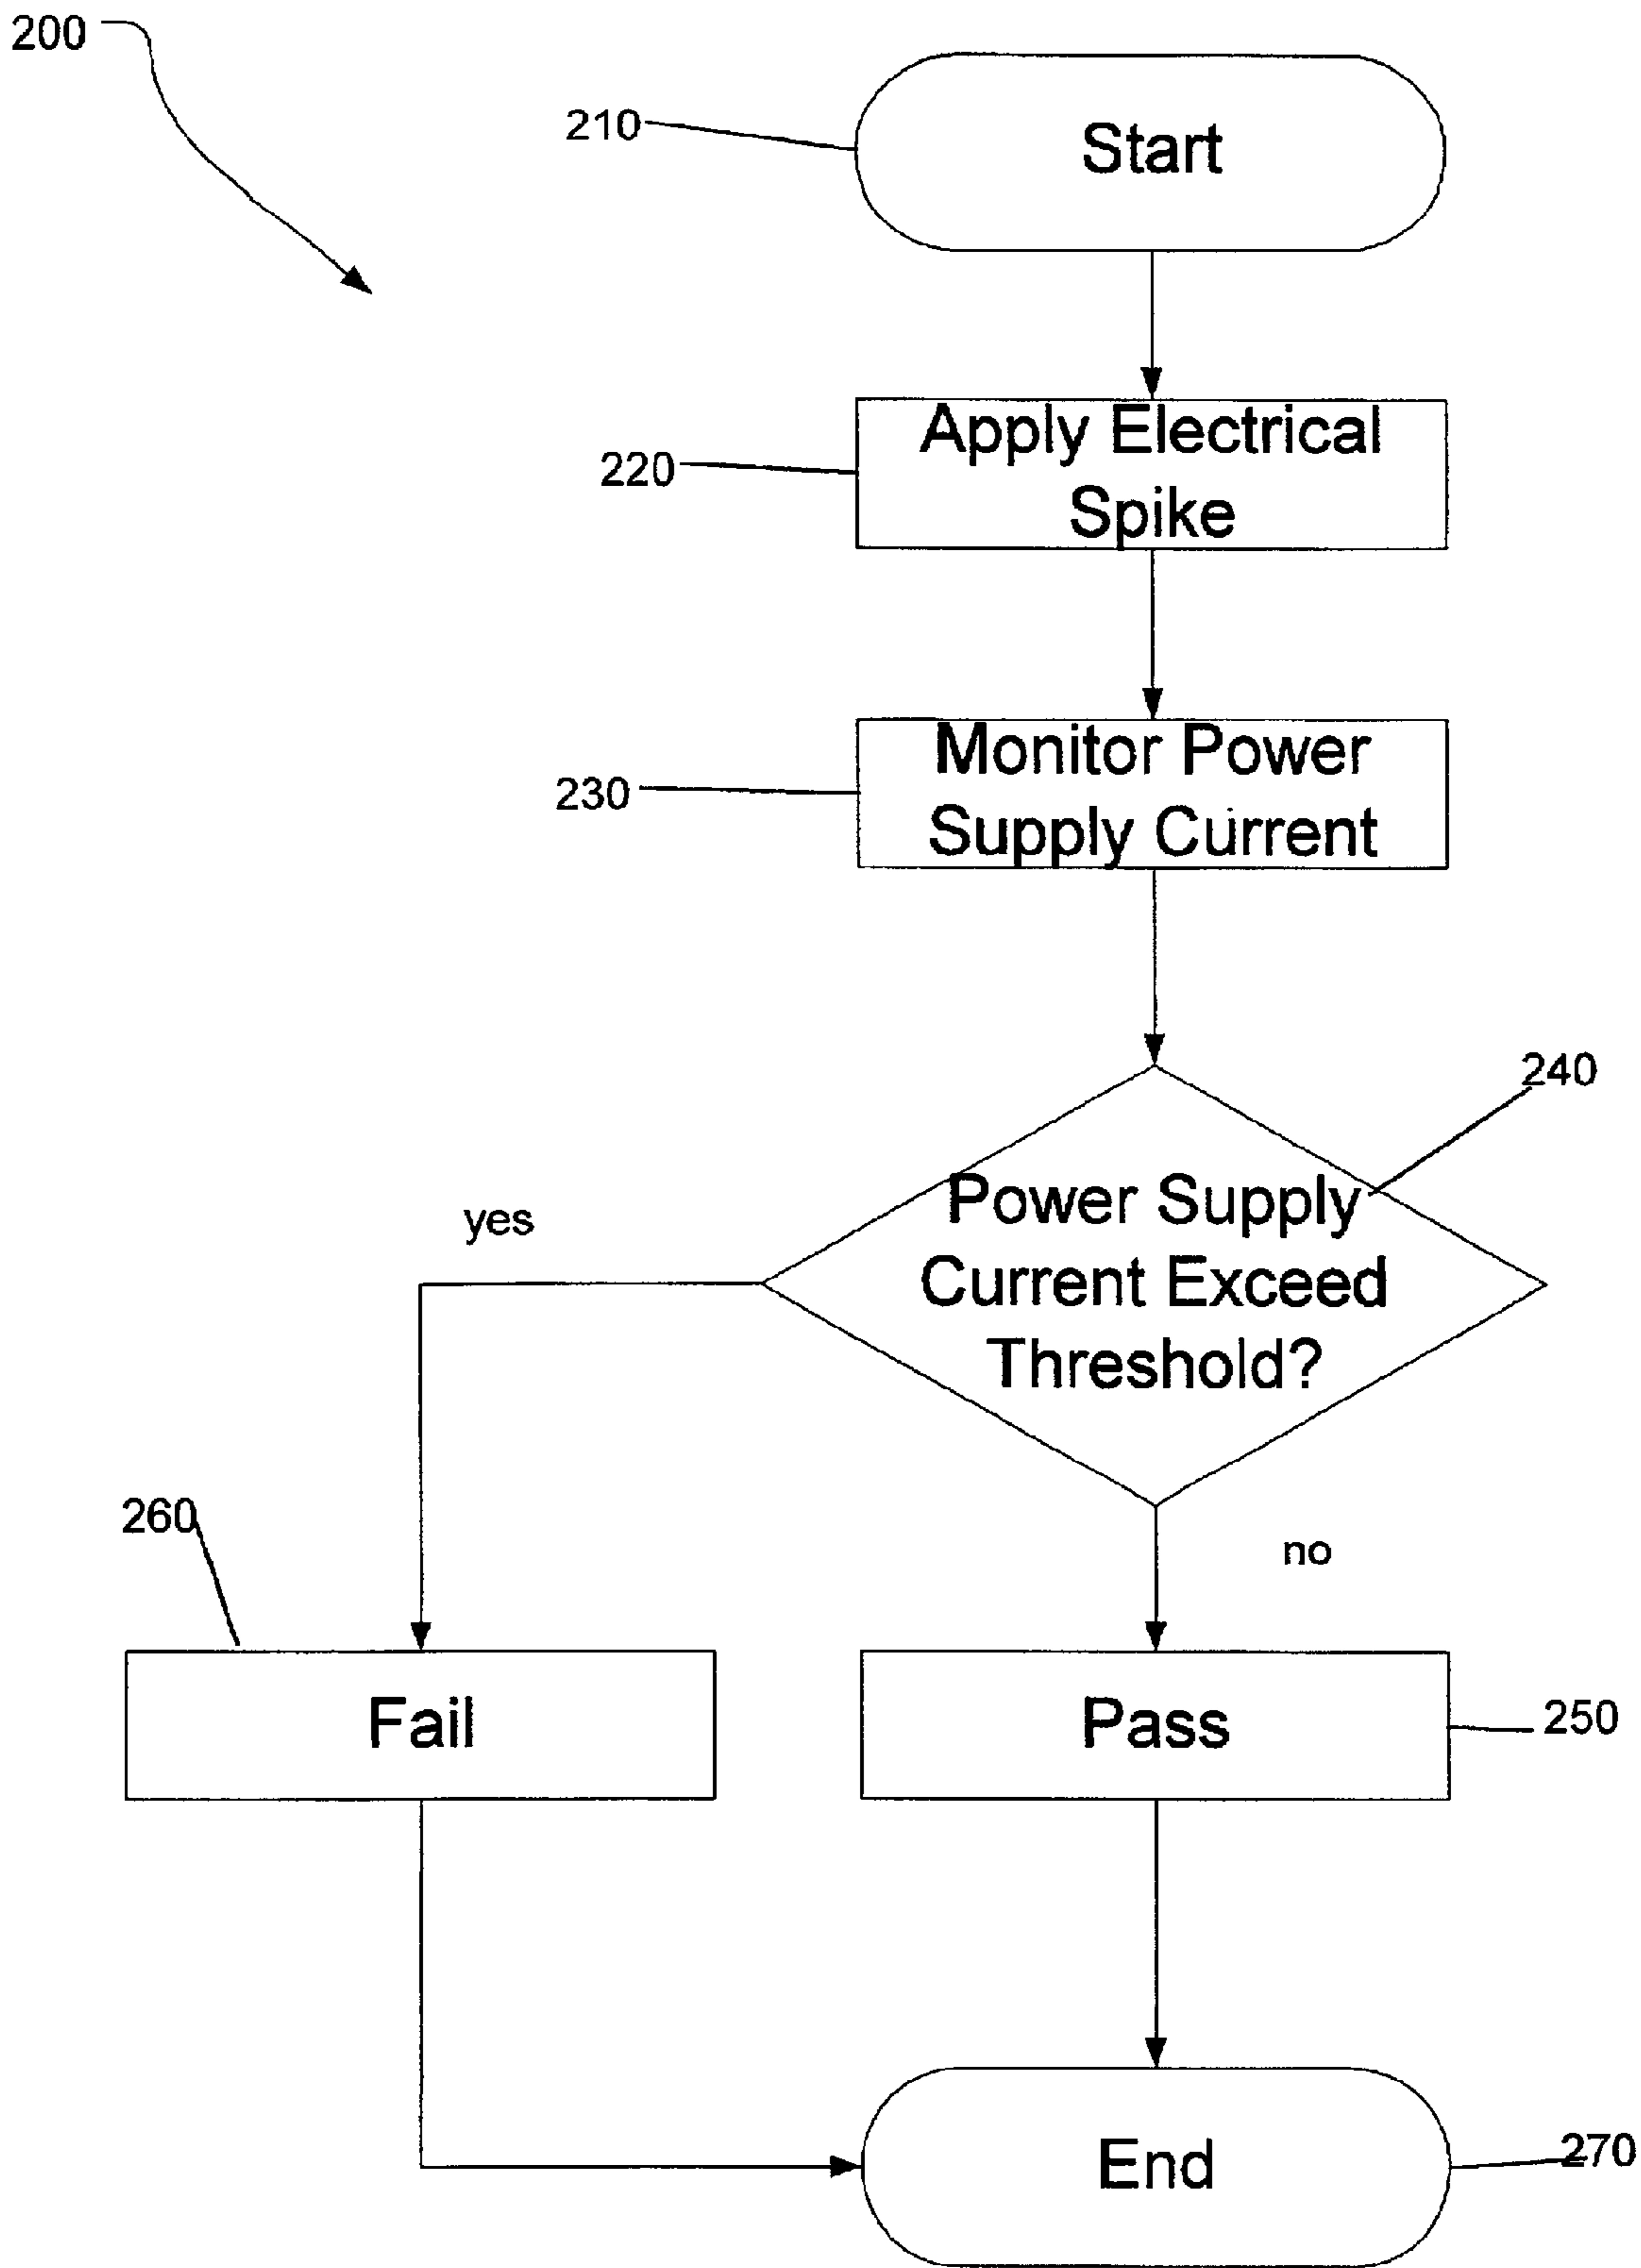 200
210
Start
220
Apply Electrical
Spike
230
Monitor Power
Supply Current
240
Power Supply
Current Exceed
Threshold?
yes
no
260
Fail
Pass
250
End
270